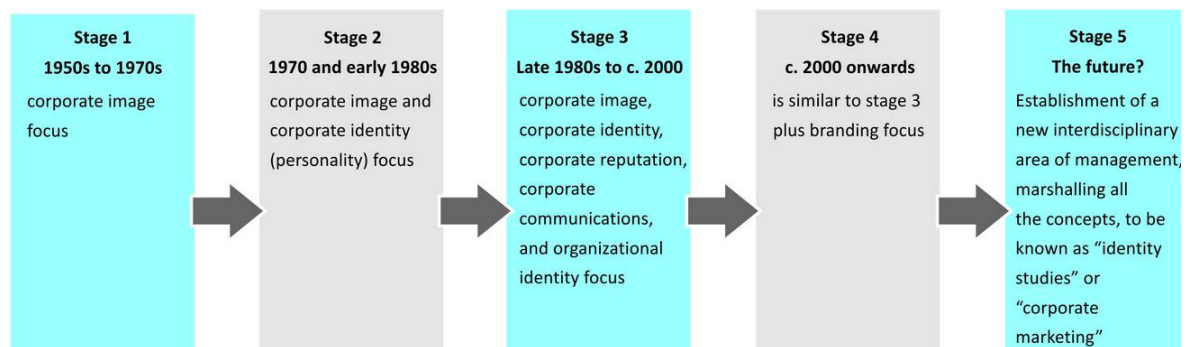 Stage 1
1950s to 1970s
corporate image
focus
Stage 2
1970 and early 1980s
corporate image and
corporate identity
(personality) focus
Stage 3
Late 1980s to c. 2000
corporate image,
corporate identity,
corporate reputation,
corporate
communications,
and organizational
identity focus
Stage 4
c. 2000 onwards
is similar to stage 3
plus branding focus
Stage 5
The future?
Establishment of a
new interdisciplinary
area of management,
marshalling all
the concepts, to be
known as “identity
studies” or
“corporate
marketing”